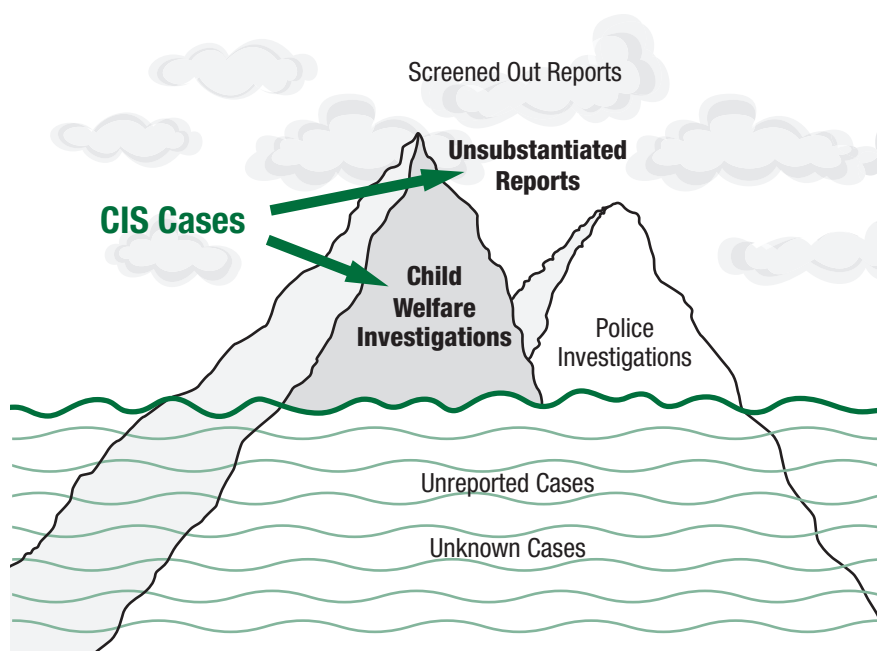 Screened Out Reports
Unsubstantiated
Reports
CIS Cases
Child
Welfare
Investigations
Police
Investigations
Unreported Cases
Unknown Cases